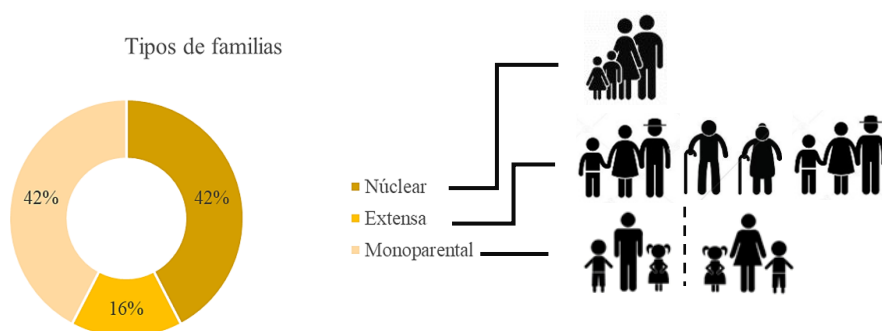 Tipos de familias
42%
42%
16%
Núclear
Extensa
Monoparental